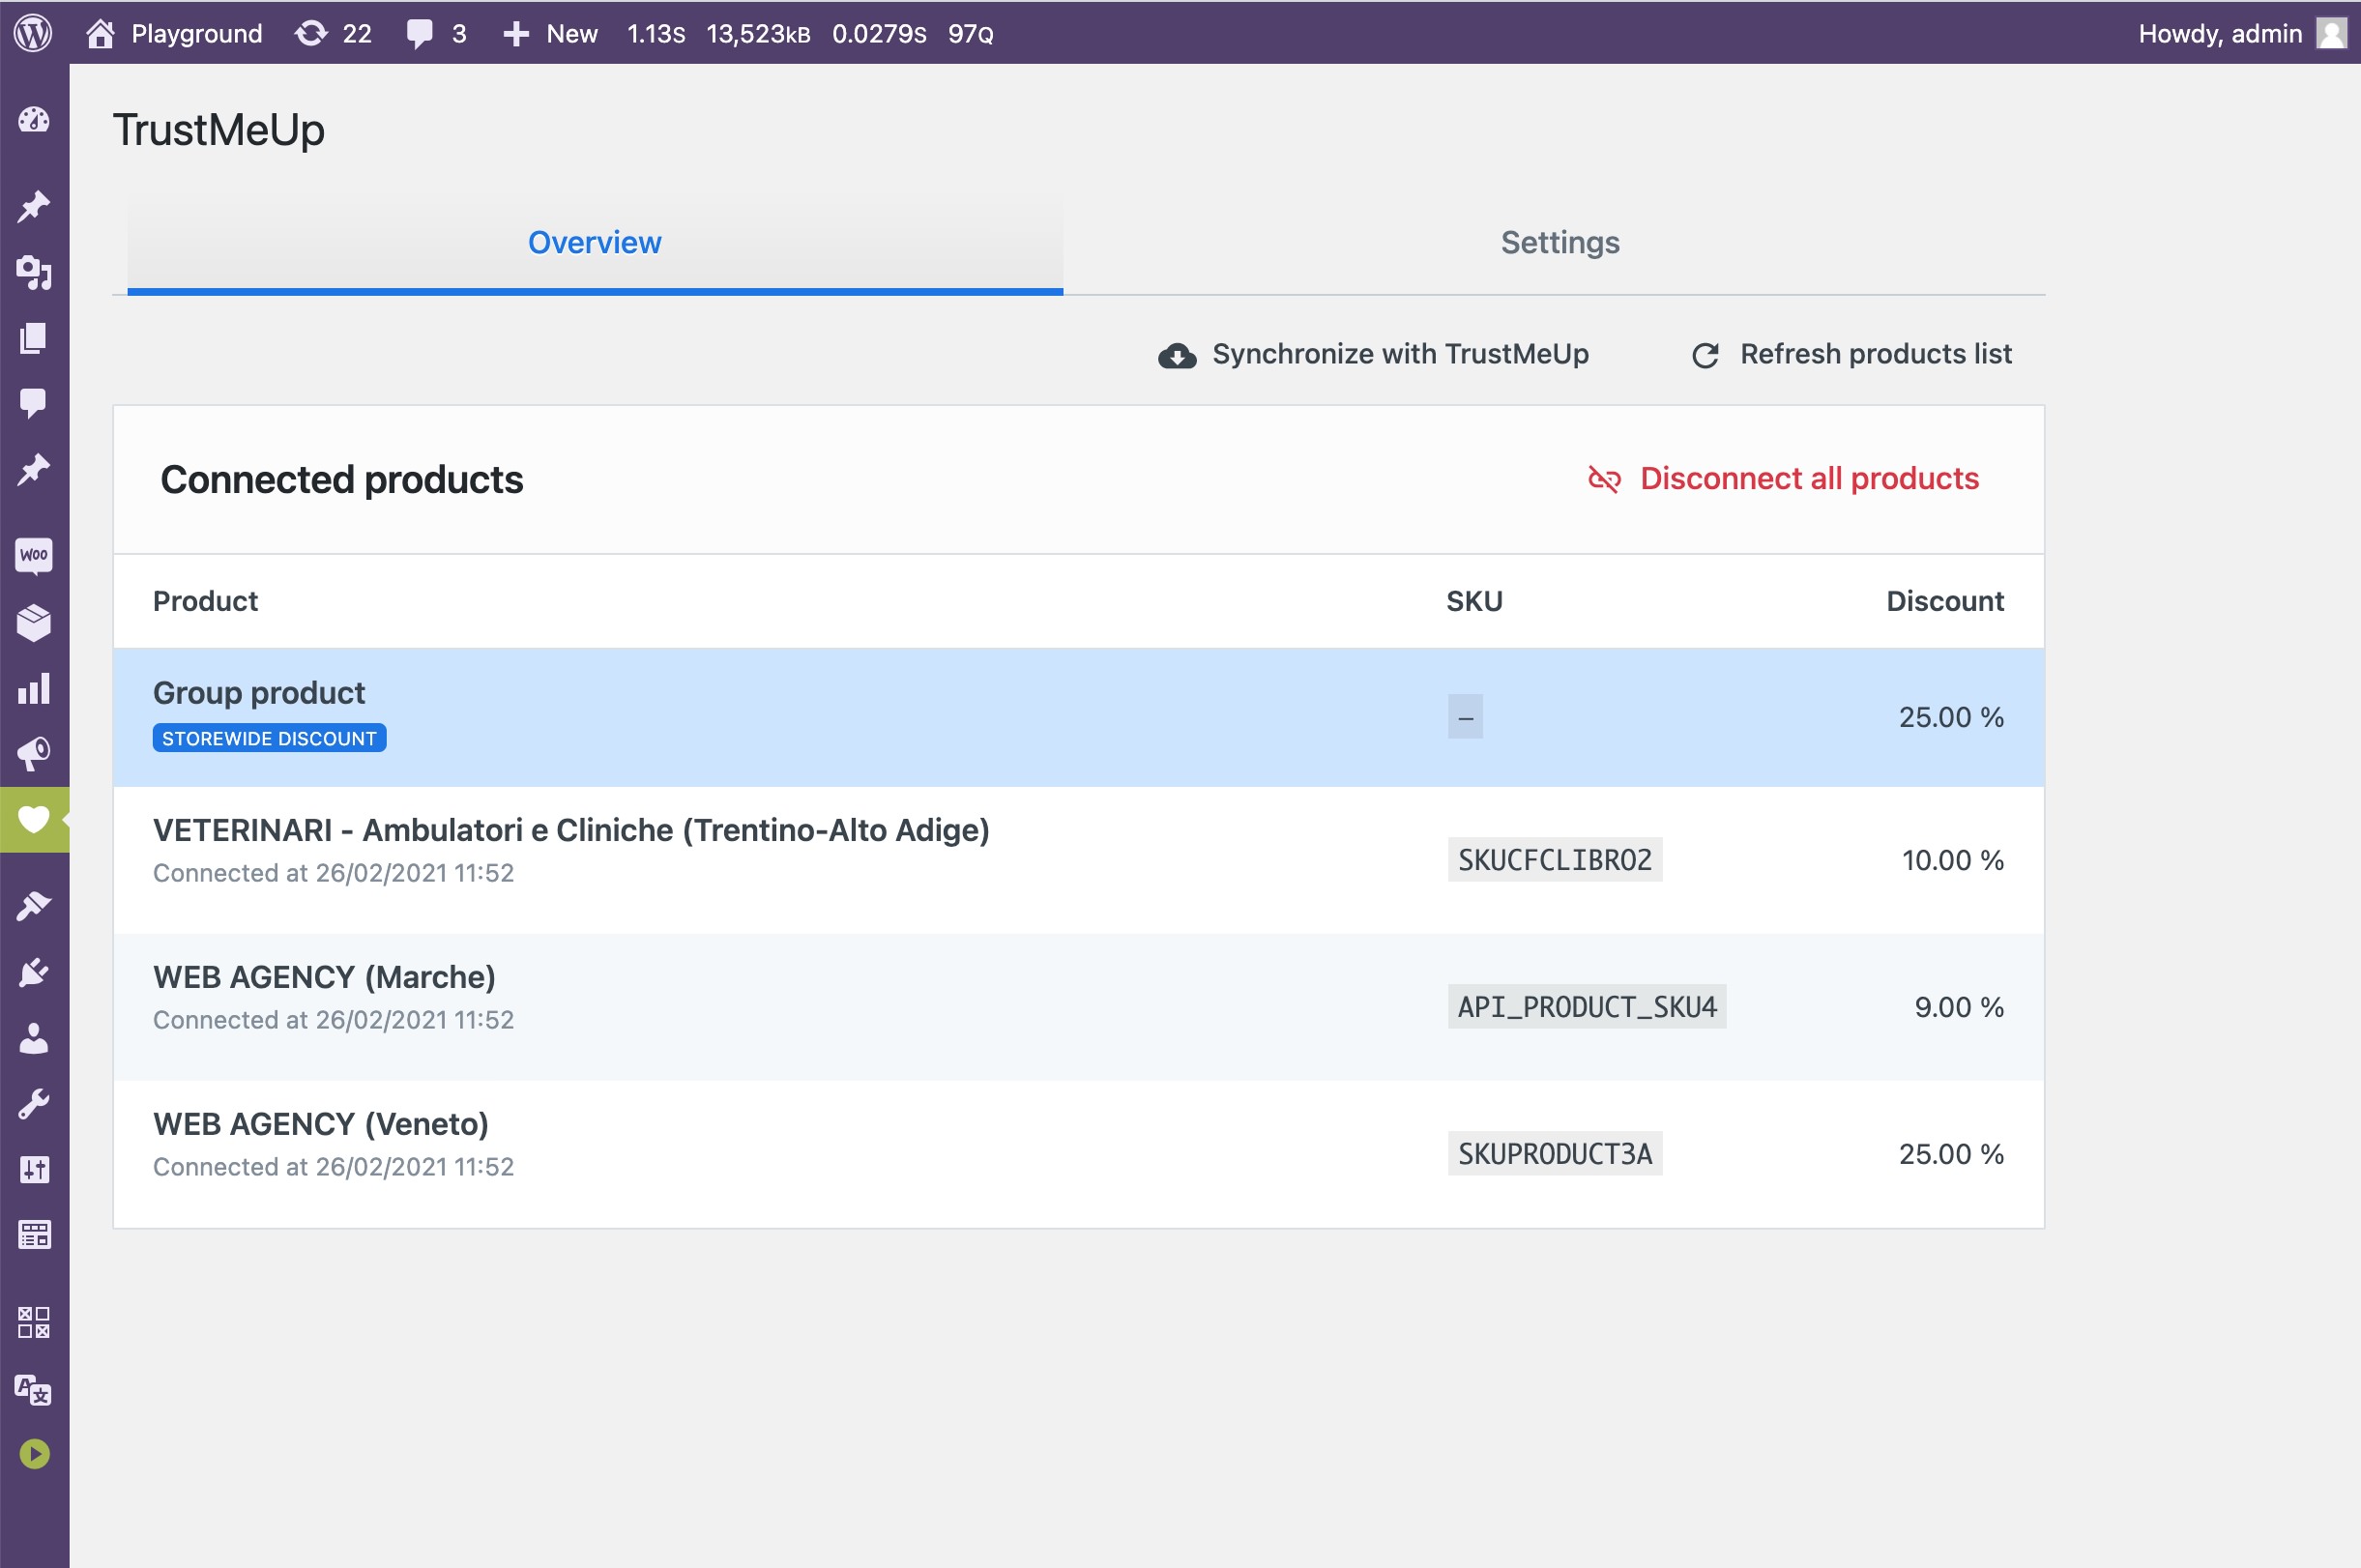 Playground 22 3 New 1.13S 13,523KB 0.0279S 97Q Howdy, admin
TrustMeUp
Overview Settings
Synchronize with TrustMeUp Refresh products list
Connected products Disconnect all products
Product SKU Discount
Group product
STOREWIDE DISCOUNT – 25.00 %
VETERINARI - Ambulatori e Cliniche (Trentino-Alto Adige)
Connected at 26/02/2021 11:52 SKUCFCLIBRO2 10.00 %
WEB AGENCY (Marche)
Connected at 26/02/2021 11:52 API_PRODUCT_SKU4 9.00 %
WEB AGENCY (Veneto)
Connected at 26/02/2021 11:52 SKUPRODUCT3A 25.00 %
Woo